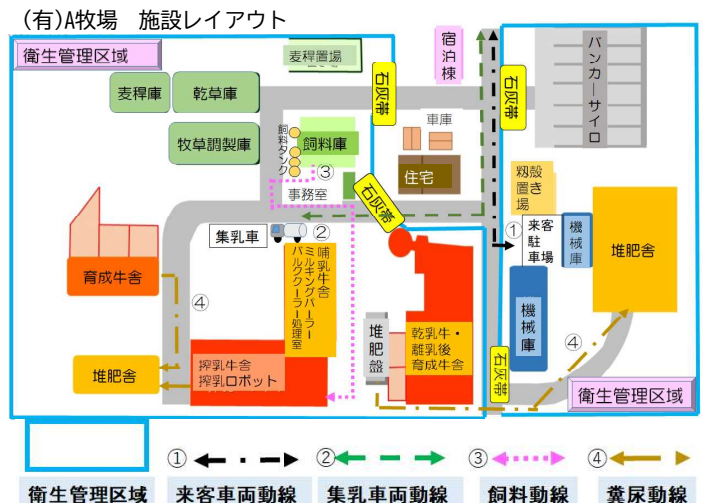 (有)A牧場 施設レイアウト
衛生管理区域
麦稈置場
麦稈庫
乾草庫
牧草調製庫
飼料タンク
飼料庫
③
事務室
石灰帯
宿泊棟
石灰帯
車庫
住宅
石灰帯
バンカーサイロ
籾殻
置き
場
①
来客
駐
車場
機械庫
機械庫
堆肥舎
集乳車
②
哺乳牛舎
ミルキングパーラー
バルククーラー処理室
育成牛舎
④
堆肥舎
搾乳牛舎
搾乳ロボット
堆肥盤
乾乳牛・
離乳後
育成牛舎
石灰帯
④
衛生管理区域
衛生管理区域
①
来客車両動線
②
集乳車両動線
③
飼料動線
④
糞尿動線